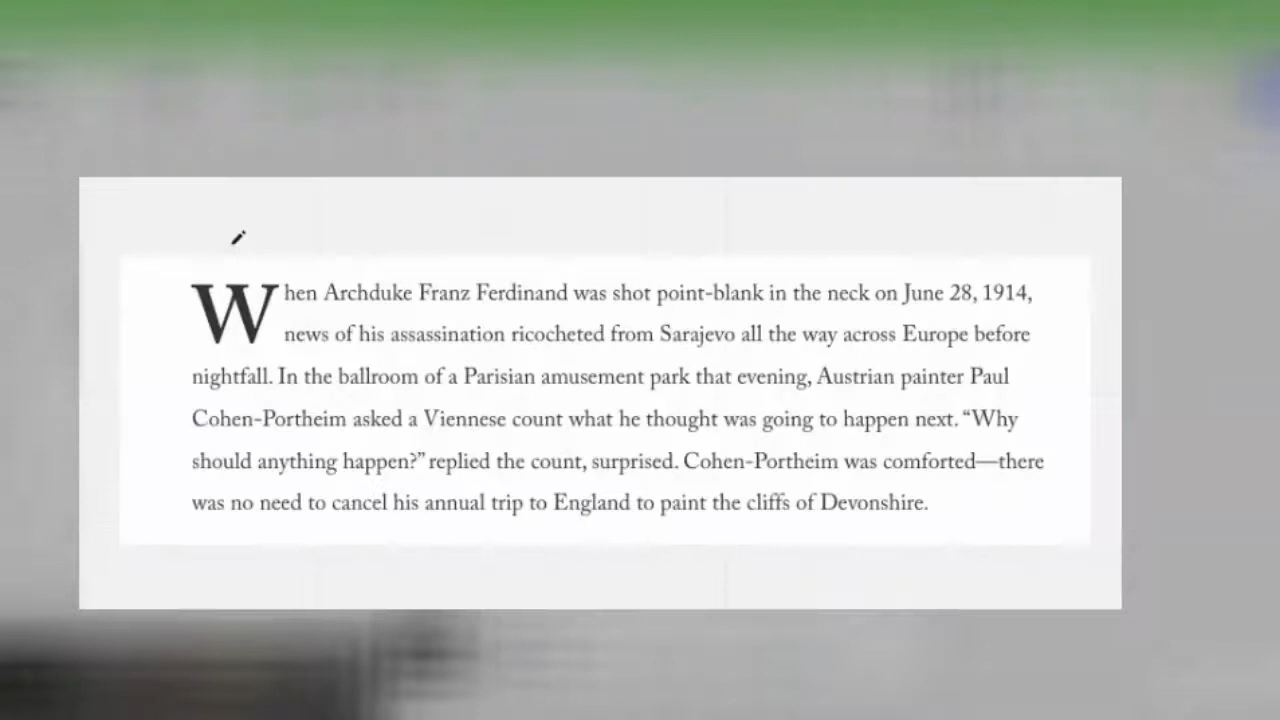 When Archduke Franz Ferdinand was shot point-blank in the neck on June 28, 1914,
news of his assassination ricocheted from Sarajevo all the way across Europe before
nightfall. In the ballroom of a Parisian amusement park that evening, Austrian painter Paul
Cohen-Portheim asked a Viennese count what he thought was going to happen next. “Why
should anything happen?” replied the count, surprised. Cohen-Portheim was comforted—there
was no need to cancel his annual trip to England to paint the cliffs of Devonshire.